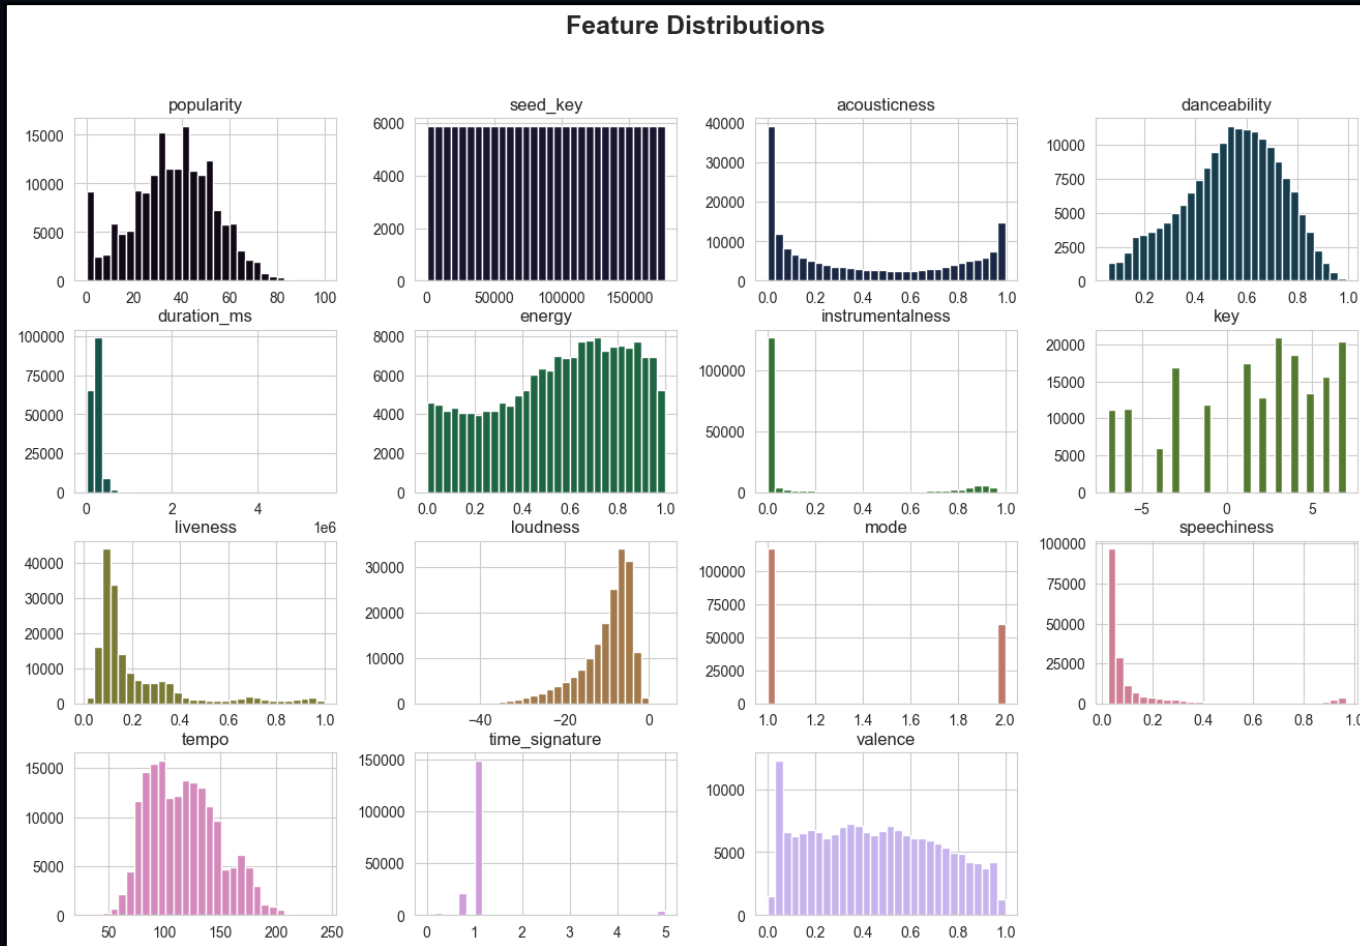 Feature Distributions
popularity
15000
10000
5000
0
0 20 40 60 80 100
seed_key
6000
4000
2000
0
0 50000 100000 150000
acousticness
40000
30000
20000
10000
0
0.0 0.2 0.4 0.6 0.8 1.0
danceability
10000
7500
5000
2500
0
0.2 0.4 0.6 0.8 1.0
duration_ms
100000
75000
50000
25000
0
0 2 4
1e6
energy
8000
6000
4000
2000
0
0.0 0.2 0.4 0.6 0.8 1.0
instrumentalness
100000
50000
0
0.0 0.2 0.4 0.6 0.8 1.0
key
20000
15000
10000
5000
0
−5 0 5
liveness
40000
30000
20000
10000
0
0.0 0.2 0.4 0.6 0.8 1.0
loudness
30000
20000
10000
0
−40 −20 0
mode
100000
75000
50000
25000
0
1.0 1.2 1.4 1.6 1.8 2.0
speechiness
100000
75000
50000
25000
0
0.0 0.2 0.4 0.6 0.8
tempo
15000
10000
5000
0
50 100 150 200 250
time_signature
150000
100000
50000
0
0 1 2 3 4 5
valence
10000
5000
0
0.0 0.2 0.4 0.6 0.8 1.0